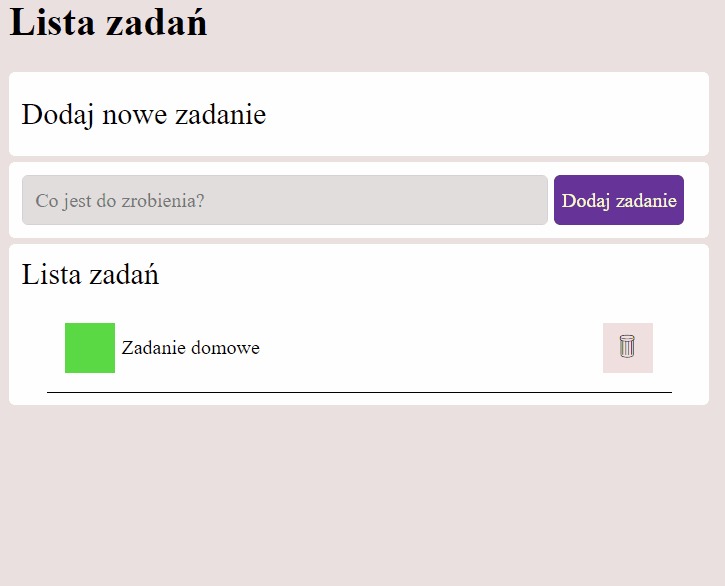 Lista zadań
Dodaj nowe zadanie
Co jest do zrobienia?
Dodaj zadanie
Lista zadań
Zadanie domowe